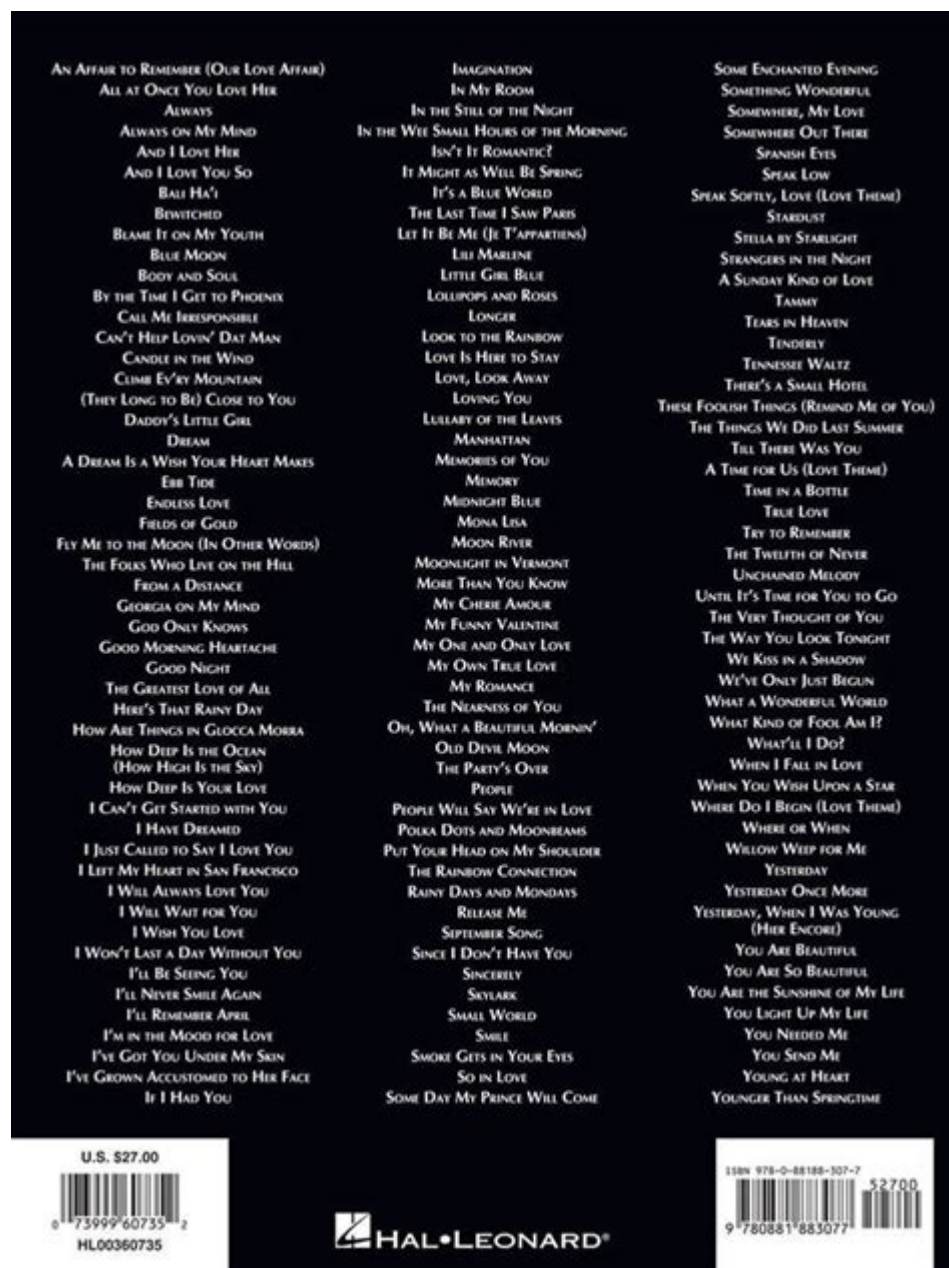 An Affair to Remember (Our Love Affair)
All at Once You Love Her
Always
Always on My Mind
And I Love Her
And I Love You So
Bali Ha'i
Bewitched
Blame It on My Youth
Blue Moon
Body and Soul
By the Time I Get to Phoenix
Call Me Irresponsible
Can't Help Lovin' Dat Man
Candle in the Wind
Climb Ev'ry Mountain
(They Long to Be) Close to You
Daddy's Little Girl
Dream
A Dream Is a Wish Your Heart Makes
Ebb Tide
Endless Love
Fields of Gold
Fly Me to the Moon (In Other Words)
The Folks Who Live on the Hill
From a Distance
Georgia on My Mind
God Only Knows
Good Morning Heartache
Good Night
The Greatest Love of All
Here's That Rainy Day
How Are Things in Glocca Morra
How Deep Is the Ocean
(How High Is the Sky)
How Deep Is Your Love
I Can't Get Started with You
I Have Dreamed
I Just Called to Say I Love You
I Left My Heart in San Francisco
I Will Always Love You
I Will Wait for You
I Wish You Love
I Won't Last a Day Without You
I'll Be Seeing You
I'll Never Smile Again
I'll Remember April
I'm in the Mood for Love
I've Got You Under My Skin
I've Grown Accustomed to Her Face
If I Had You
Imagination
In My Room
In the Still of the Night
In the Wee Small Hours of the Morning
Isn't It Romantic?
It Might as Well Be Spring
It's a Blue World
The Last Time I Saw Paris
Let It Be Me (Je T'appartiens)
Lili Marlene
Little Girl Blue
Lollipops and Roses
Longer
Look to the Rainbow
Love Is Here to Stay
Love, Look Away
Loving You
Lullaby of the Leaves
Manhattan
Memories of You
Memory
Midnight Blue
Mona Lisa
Moon River
Moonlight in Vermont
More Than You Know
My Cherie Amour
My Funny Valentine
My One and Only Love
My Own True Love
My Romance
The Nearness of You
Oh, What a Beautiful Mornin'
Old Devil Moon
The Party's Over
People
People Will Say We're in Love
Polka Dots and Moonbeams
Put Your Head on My Shoulder
The Rainbow Connection
Rainy Days and Mondays
Release Me
September Song
Since I Don't Have You
Sincerely
Skylark
Small World
Smile
Smoke Gets in Your Eyes
So in Love
Some Day My Prince Will Come
Some Enchanted Evening
Something Wonderful
Somewhere, My Love
Somewhere Out There
Spanish Eyes
Speak Low
Speak Softly, Love (Love Theme)
Stardust
Stella by Starlight
Strangers in the Night
A Sunday Kind of Love
Tammy
Tears in Heaven
Tenderly
Tennessee Waltz
There's a Small Hotel
These Foolish Things (Remind Me of You)
The Things We Did Last Summer
Till There Was You
A Time for Us (Love Theme)
Time in a Bottle
True Love
Try to Remember
The Twelfth of Never
Unchained Melody
Until It's Time for You to Go
The Very Thought of You
The Way You Look Tonight
We Kiss in a Shadow
We've Only Just Begun
What a Wonderful World
What Kind of Fool Am I?
What'll I Do?
When I Fall in Love
When You Wish Upon a Star
Where Do I Begin (Love Theme)
Where or When
Willow Weep for Me
Yesterday
Yesterday Once More
Yesterday, When I Was Young
(Hier Encore)
You Are Beautiful
You Are So Beautiful
You Are the Sunshine of My Life
You Light Up My Life
You Needed Me
You Send Me
Young at Heart
Younger Than Springtime
U.S. $27.00
0 73999 60735 2
HL00360735
HAL•LEONARD®
ISBN 978-0-88188-307-7
52700
9 780881 883077